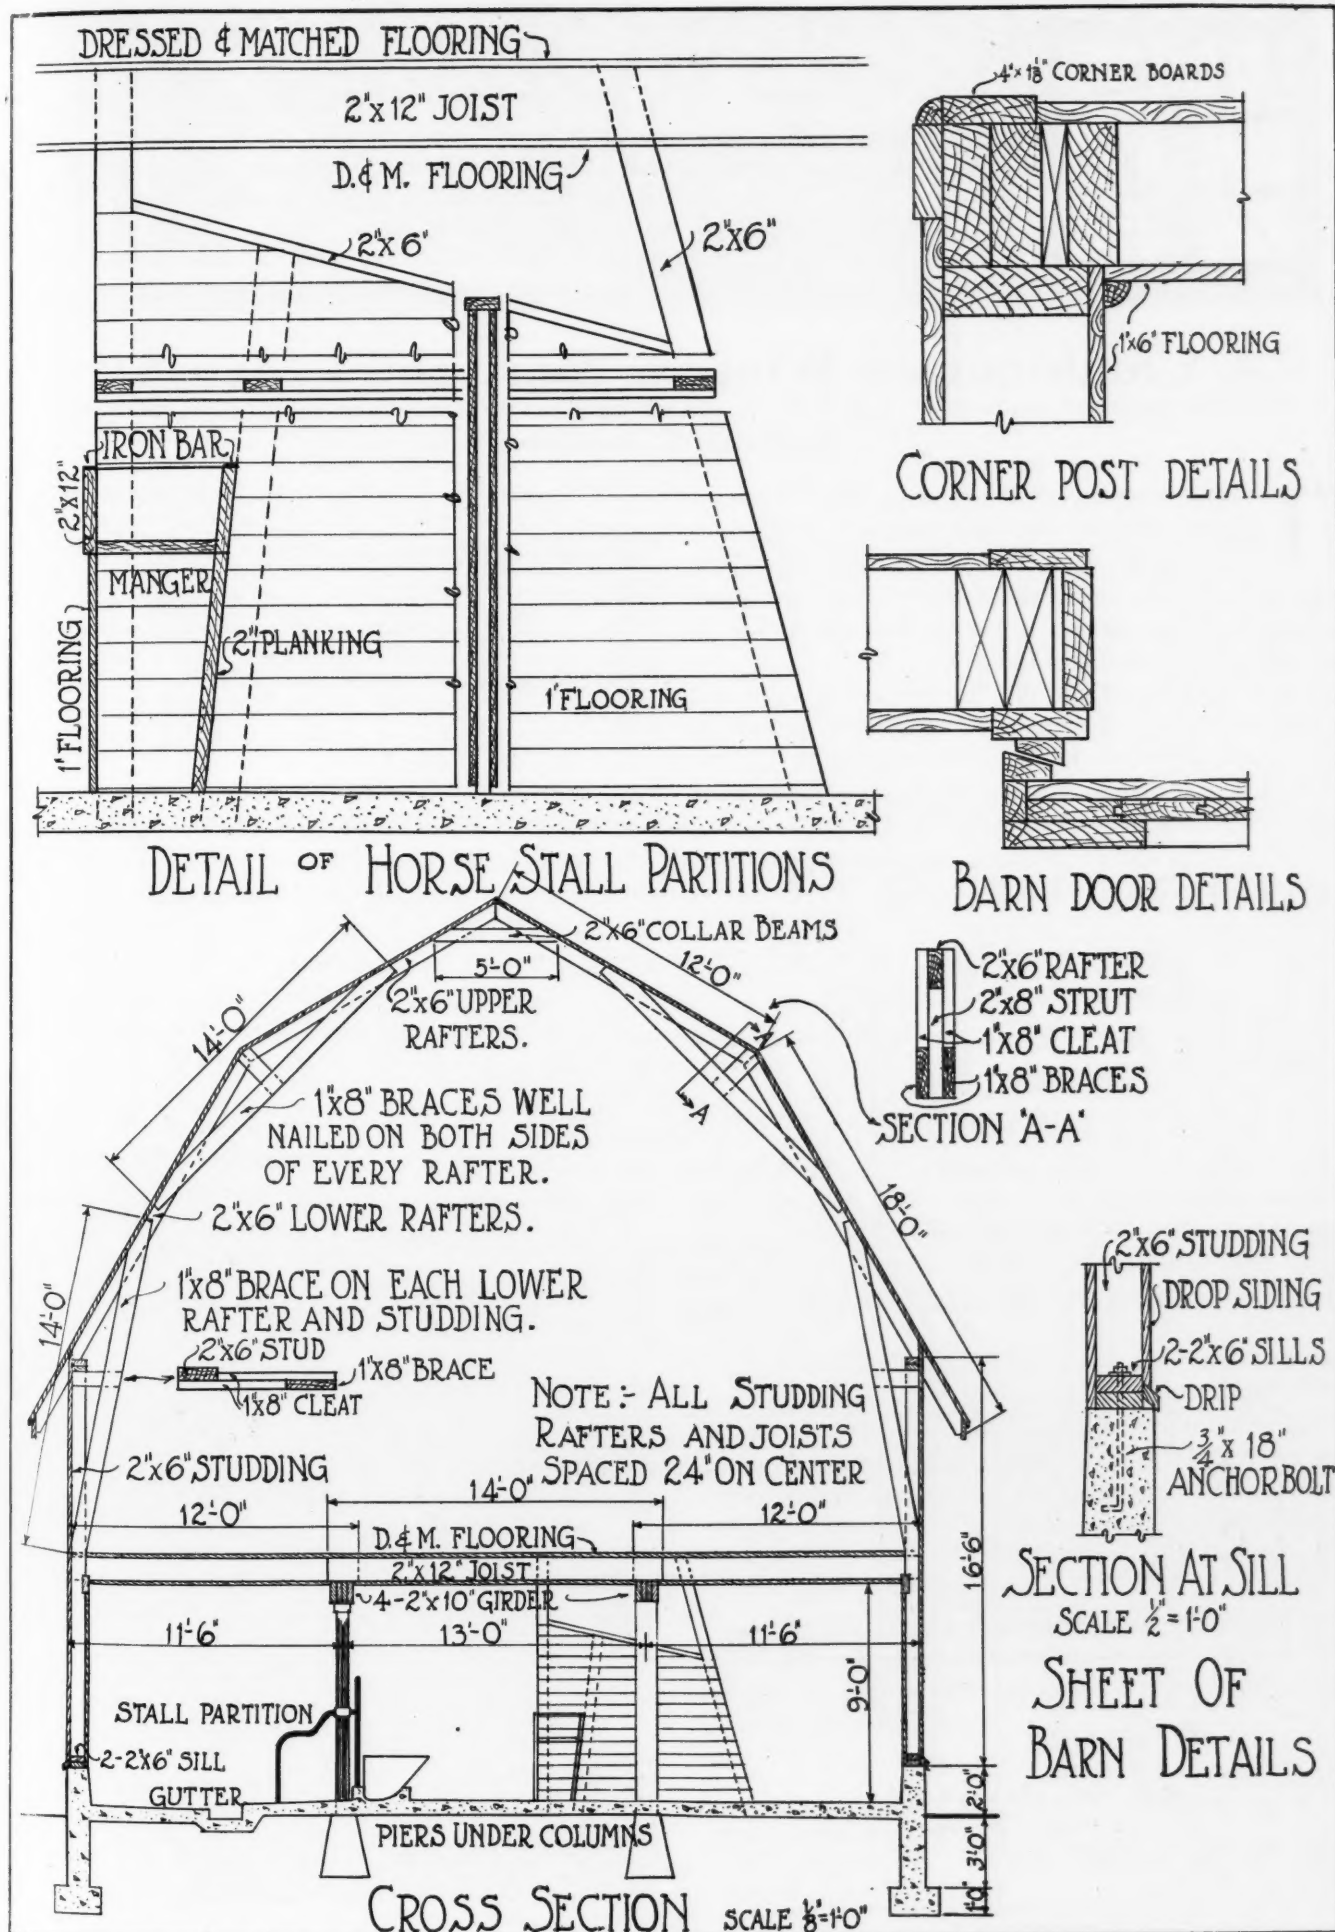 DRESSED & MATCHED FLOORING
2"x 12" JOIST
D. & M. FLOORING
2"x 6"
2"x6"
IRON BAR
2"x12"
MANGER
1" FLOORING
2" PLANKING
1" FLOORING
DETAIL OF HORSE STALL PARTITIONS
4"x 1⅛" CORNER BOARDS
1"x6" FLOORING
CORNER POST DETAILS
BARN DOOR DETAILS
2"x6" COLLAR BEAMS
5'-0"
12'-0"
14'-0"
2"x6" UPPER
RAFTERS.
A
A
1"x8" BRACES WELL
NAILED ON BOTH SIDES
OF EVERY RAFTER.
2"x6" RAFTER
2"x8" STRUT
1"x8" CLEAT
1"x8" BRACES
SECTION "A-A"
18'-0"
2"x6" LOWER RAFTERS.
14'-0"
1"x8" BRACE ON EACH LOWER
RAFTER AND STUDDING.
2"x6" STUD
1"x8" BRACE
1"x8" CLEAT
NOTE:- ALL STUDDING
RAFTERS AND JOISTS
SPACED 24" ON CENTER
2"x6" STUDDING
14'-0"
12'-0"
12'-0"
D. & M. FLOORING
2"x12" JOIST
4-2"x10" GIRDER
11'-6"
13'-0"
11'-6"
9'-0"
16'-6"
2'-0"
3'-0"
1'-0"
STALL PARTITION
2-2"x6" SILL
GUTTER
PIERS UNDER COLUMNS
CROSS SECTION SCALE ⅛"=1'-0"
2"x6" STUDDING
DROP SIDING
2-2"x6" SILLS
DRIP
¾"x 18"
ANCHOR BOLT
SECTION AT SILL
SCALE ½"=1'-0"
SHEET OF
BARN DETAILS